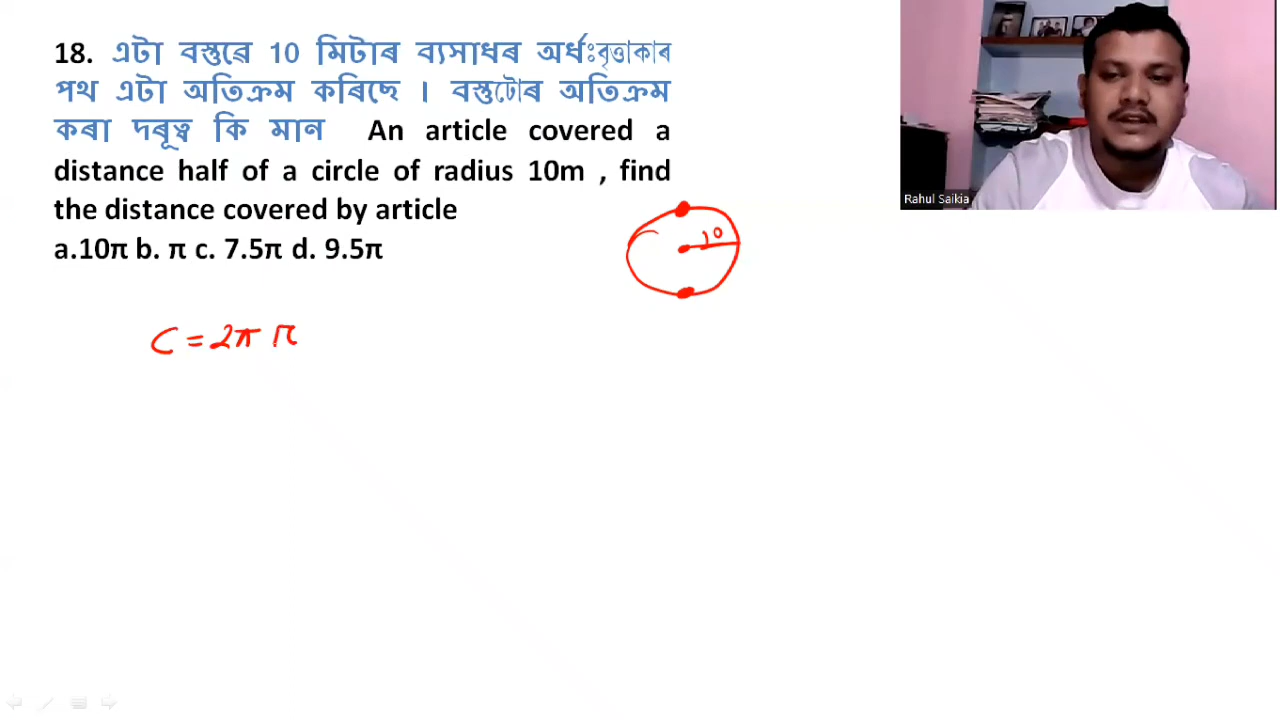 18. এটা বস্তুৱে 10 মিটাৰ ব্যসাধৰ অৰ্ধঃবৃত্তাকাৰ
পথ এটা অতিক্ৰম কৰিছে । বস্তুটোৰ অতিক্ৰম
কৰা দৰূত্ব কি মান An article covered a
distance half of a circle of radius 10m , find
the distance covered by article
a.10π b. π c. 7.5π d. 9.5π
10
C = 2π r
Rahul Saikia